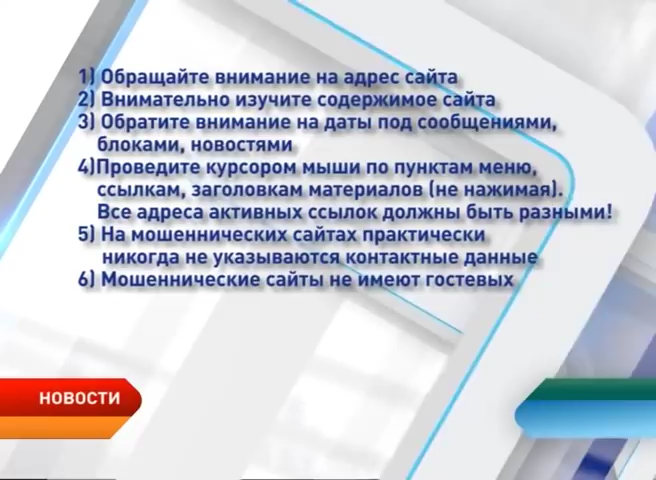 1) Обращайте внимание на адрес сайта
2) Внимательно изучите содержимое сайта
3) Обратите внимание на даты под сообщениями,
блоками, новостями
4)Проведите курсором мыши по пунктам меню,
ссылкам, заголовкам материалов (не нажимая).
Все адреса активных ссылок должны быть разными!
5) На мошеннических сайтах практически
никогда не указываются контактные данные
6) Мошеннические сайты не имеют гостевых
НОВОСТИ